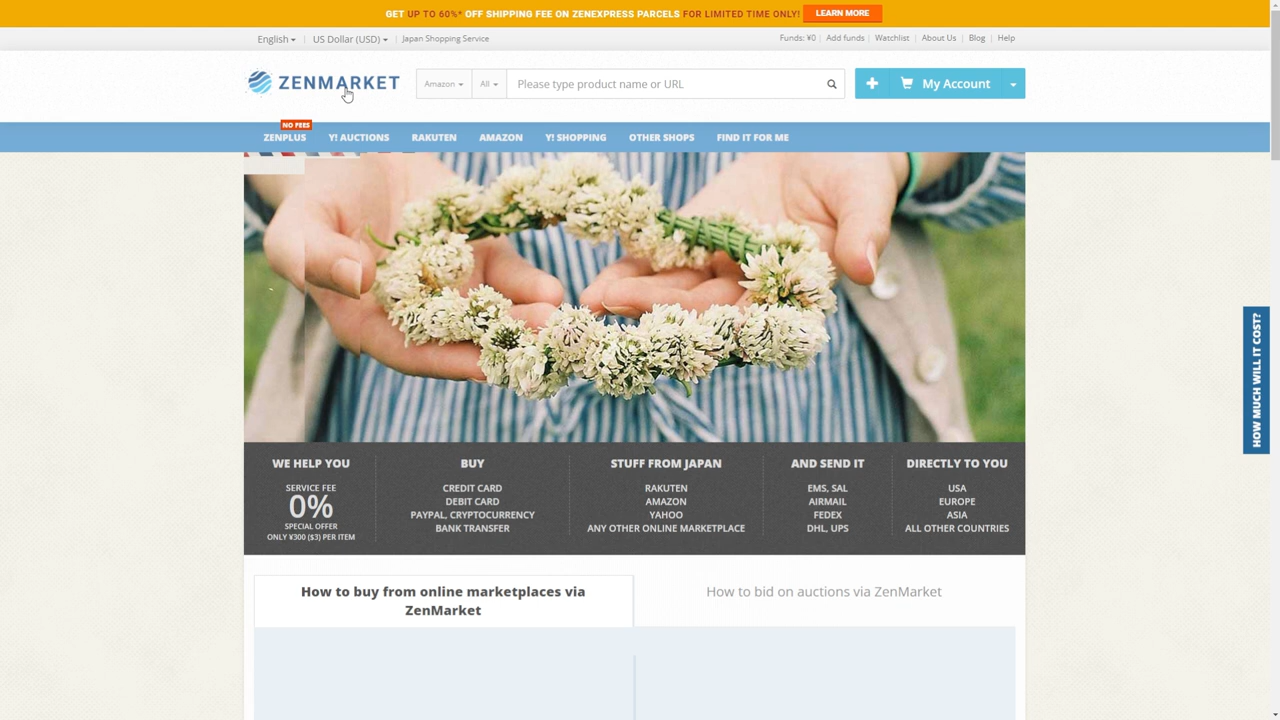 GET UP TO 60%* OFF SHIPPING FEE ON ZENEXPRESS PARCELS FOR LIMITED TIME ONLY! LEARN MORE
English US Dollar (USD) Japan Shopping Service Funds: ¥0 Add funds Watchlist About Us Blog Help
ZENMARKET Amazon All Please type product name or URL My Account
NO FEES
ZENPLUS Y! AUCTIONS RAKUTEN AMAZON Y! SHOPPING OTHER SHOPS FIND IT FOR ME
HOW MUCH WILL IT COST?
WE HELP YOU
SERVICE FEE
0%
SPECIAL OFFER
ONLY ¥300 ($3) PER ITEM
BUY
CREDIT CARD
DEBIT CARD
PAYPAL, CRYPTOCURRENCY
BANK TRANSFER
STUFF FROM JAPAN
RAKUTEN
AMAZON
YAHOO
ANY OTHER ONLINE MARKETPLACE
AND SEND IT
EMS, SAL
AIRMAIL
FEDEX
DHL, UPS
DIRECTLY TO YOU
USA
EUROPE
ASIA
ALL OTHER COUNTRIES
How to buy from online marketplaces via
ZenMarket
How to bid on auctions via ZenMarket